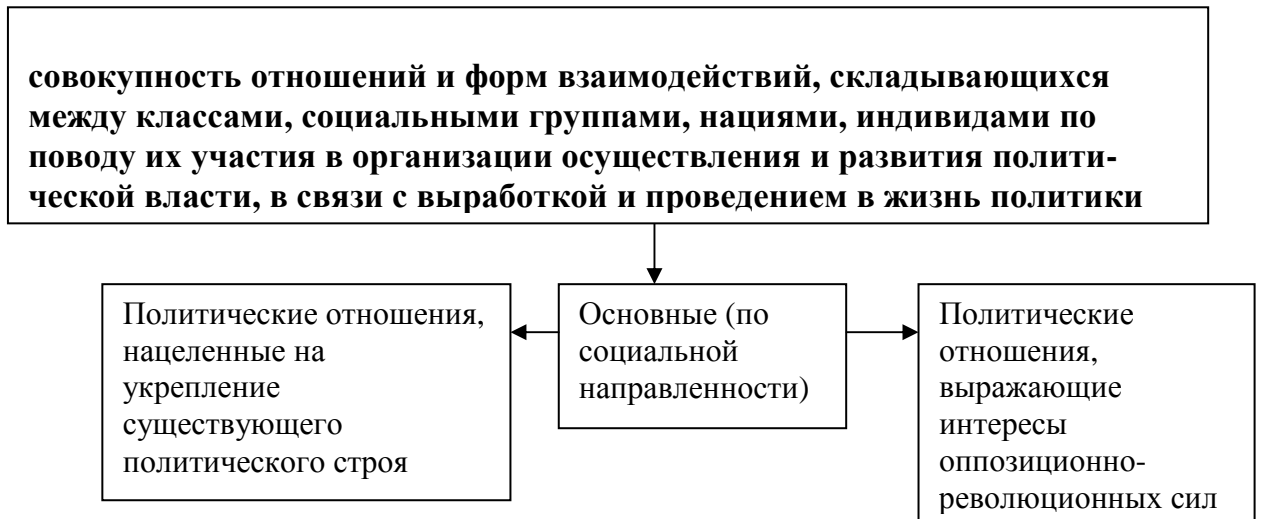 совокупность отношений и форм взаимодействий, складывающихся
между классами, социальными группами, нациями, индивидами по
поводу их участия в организации осуществления и развития полити-
ческой власти, в связи с выработкой и проведением в жизнь политики
Политические отношения,
нацеленные на
укрепление
существующего
политического строя
Основные (по
социальной
направленности)
Политические
отношения,
выражающие
интересы
оппозиционно-
революционных сил